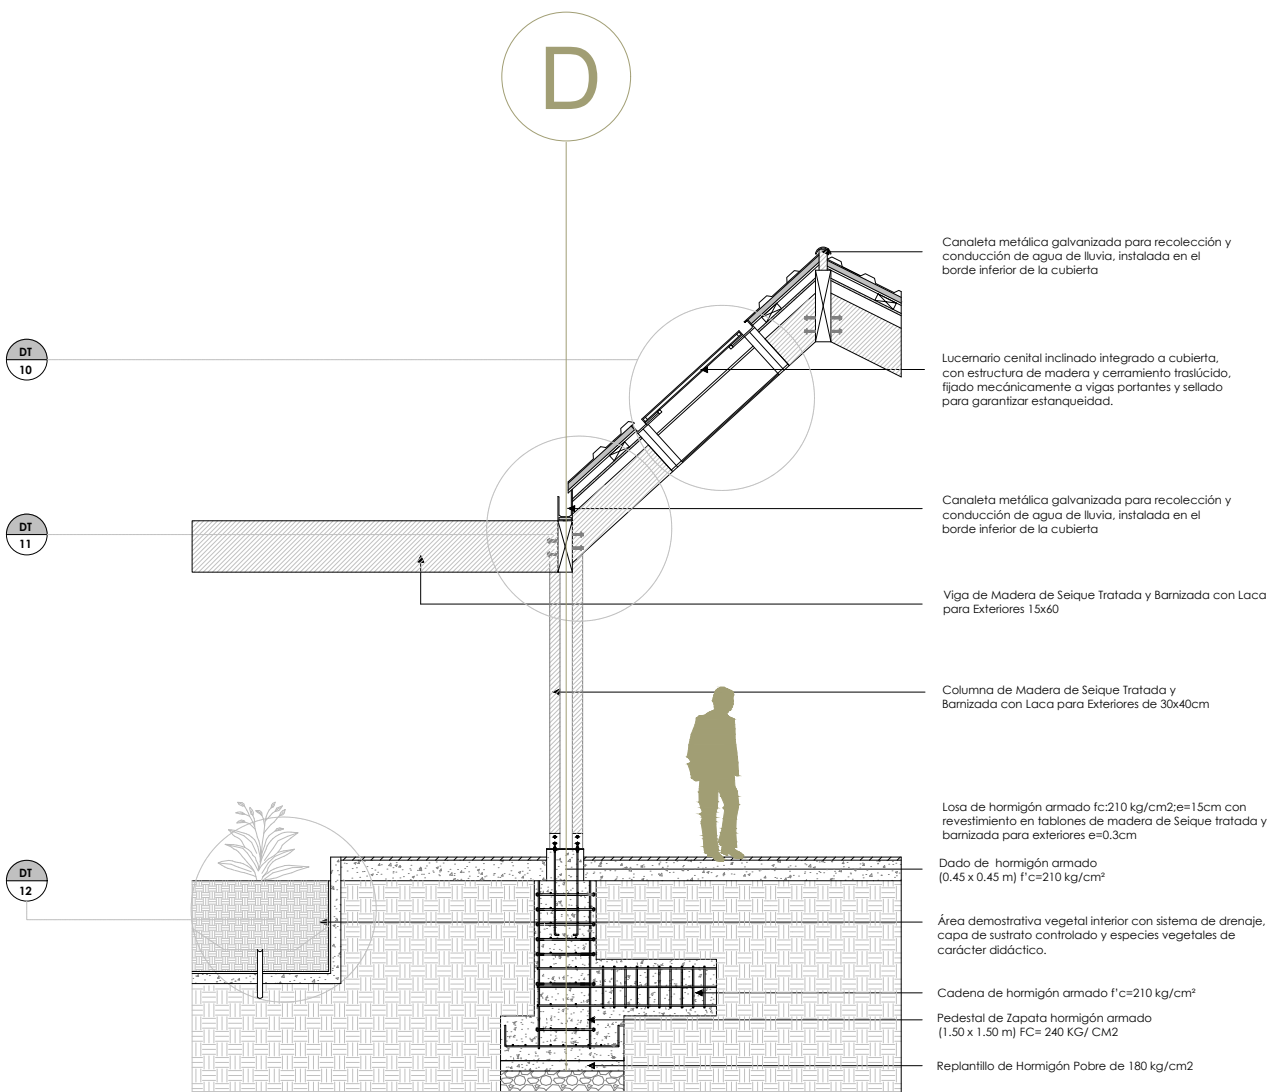 D
Canaleta metálica galvanizada para recolección y
conducción de agua de lluvia, instalada en el
borde inferior de la cubierta
DT
10
Lucernario cenital inclinado integrado a cubierta,
con estructura de madera y cerramiento traslúcido,
fijado mecánicamente a vigas portantes y sellado
para garantizar estanqueidad.
Canaleta metálica galvanizada para recolección y
conducción de agua de lluvia, instalada en el
borde inferior de la cubierta
DT
11
Viga de Madera de Seique Tratada y Barnizada con Laca
para Exteriores 15x60
Columna de Madera de Seique Tratada y
Barnizada con Laca para Exteriores de 30x40cm
Losa de hormigón armado fc:210 kg/cm2;e=15cm con
revestimiento en tablones de madera de Seique tratada y
barnizada para exteriores e=0.3cm
DT
12
Dado de hormigón armado
(0.45 x 0.45 m) f'c=210 kg/cm²
Área demostrativa vegetal interior con sistema de drenaje,
capa de sustrato controlado y especies vegetales de
carácter didáctico.
Cadena de hormigón armado f'c=210 kg/cm²
Pedestal de Zapata hormigón armado
(1.50 x 1.50 m) FC= 240 KG/ CM2
Replantillo de Hormigón Pobre de 180 kg/cm2